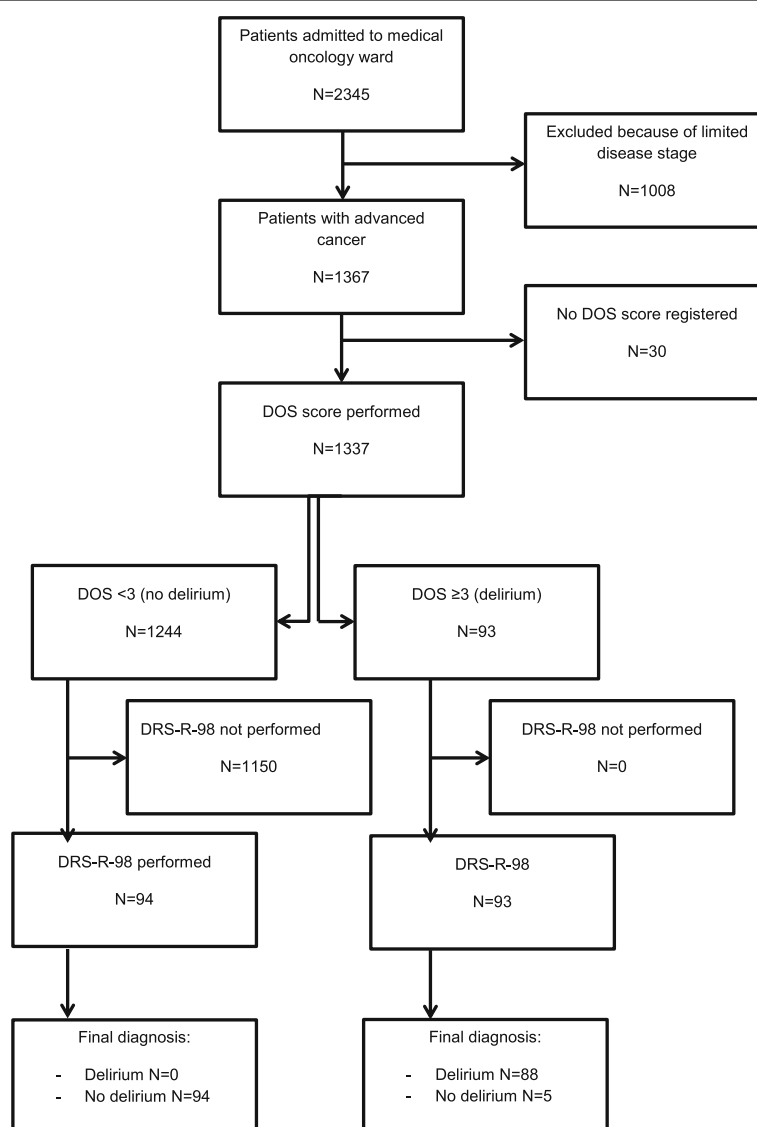 Patients admitted to medical
oncology ward
N=2345
Excluded because of limited
disease stage
N=1008
Patients with advanced
cancer
N=1367
No DOS score registered
N=30
DOS score performed
N=1337
DOS <3 (no delirium)
N=1244
DOS ≥3 (delirium)
N=93
DRS-R-98 not performed
N=1150
DRS-R-98 not performed
N=0
DRS-R-98 performed
N=94
DRS-R-98
N=93
Final diagnosis:
- Delirium N=0
- No delirium N=94
Final diagnosis:
- Delirium N=88
- No delirium N=5